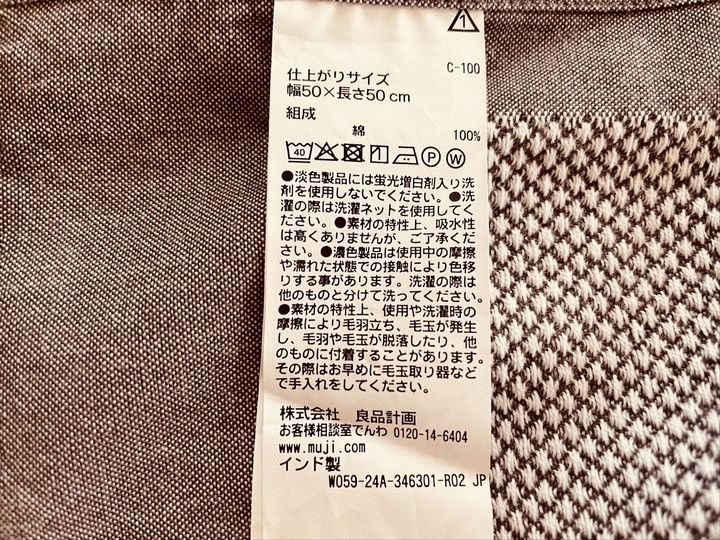 1
C-100
仕上がりサイズ
幅50×長さ50cm
組成
綿 100%
40 1 P W
●淡色製品には蛍光増白剤入り洗
剤を使用しないでください。●洗
濯の際は洗濯ネットを使用してく
ださい。●素材の特性上、吸水性
は高くありませんが、ご了承くだ
さい。●濃色製品は使用中の摩擦
や濡れた状態での接触により色移
りする事があります。洗濯の際は
他のものと分けて洗ってください。
●素材の特性上、使用や洗濯時の
摩擦により毛羽立ち、毛玉が発生
し、毛羽や毛玉が脱落したり、他
のものに付着することがあります。
その際はお早めに毛玉取り器など
で手入れをしてください。
株式会社 良品計画
お客様相談室でんわ 0120-14-6404
www.muji.com
インド製
W059-24A-346301-R02 JP